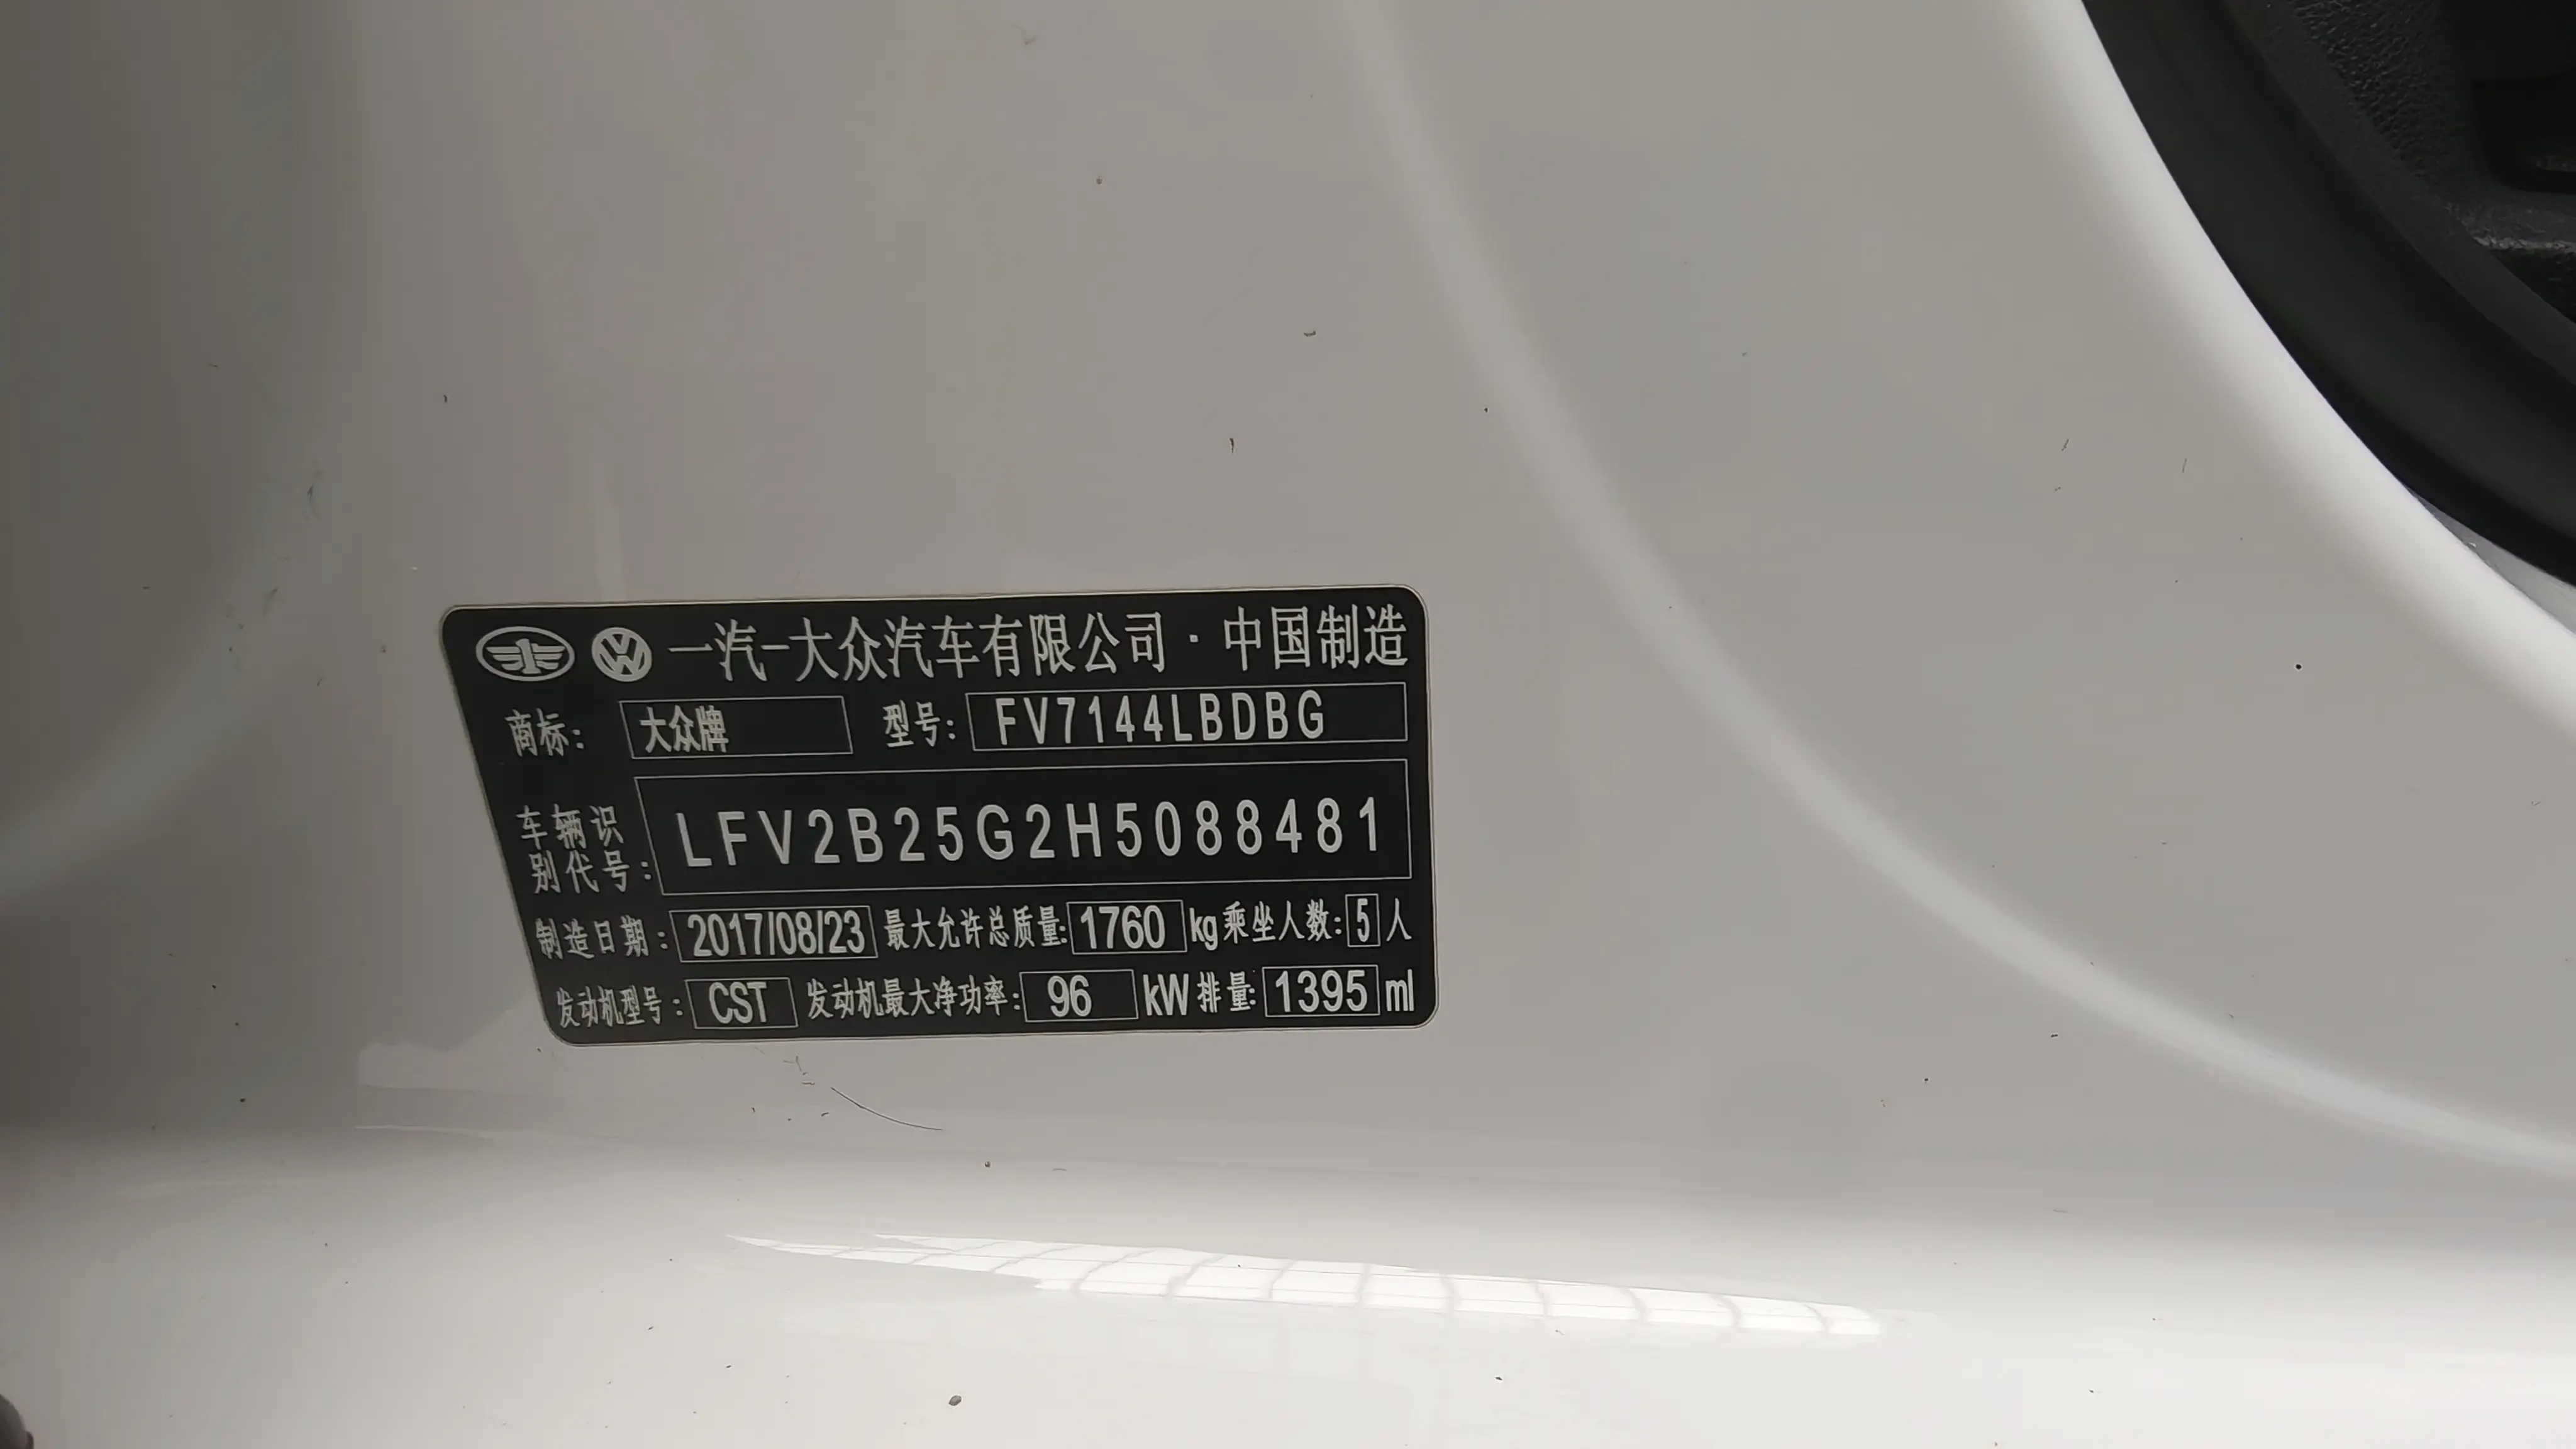 一汽-大众汽车有限公司·中国制造
商标: 大众牌 型号: FV7144LBDBG
车辆识别代号: LFV2B25G2H5088481
制造日期: 2017/08/23 最大允许总质量: 1760 kg 乘坐人数: 5 人
发动机型号: CST 发动机最大净功率: 96 kW 排量: 1395 ml